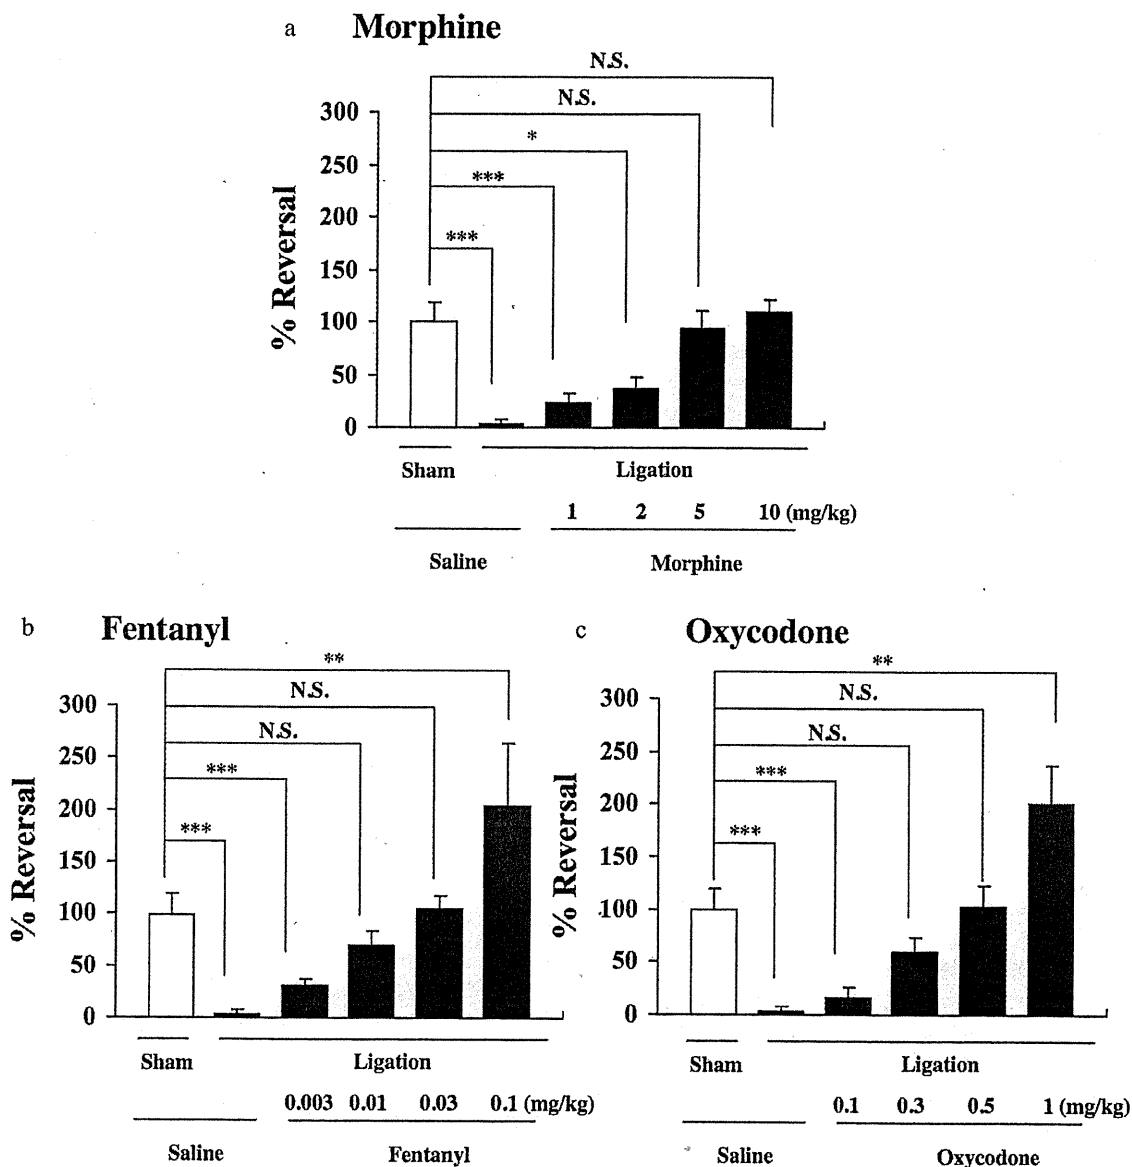 a Morphine
N.S.
N.S.
*
***
***
300
250
200
150
100
50
0
% Reversal
Sham Ligation
1 2 5 10 (mg/kg)
Saline Morphine
b Fentanyl
**
N.S.
N.S.
***
***
300
250
200
150
100
50
0
% Reversal
Sham Ligation
0.003 0.01 0.03 0.1 (mg/kg)
Saline Fentanyl
c Oxycodone
**
N.S.
N.S.
***
***
300
250
200
150
100
50
0
% Reversal
Sham Ligation
0.1 0.3 0.5 1 (mg/kg)
Saline Oxycodone